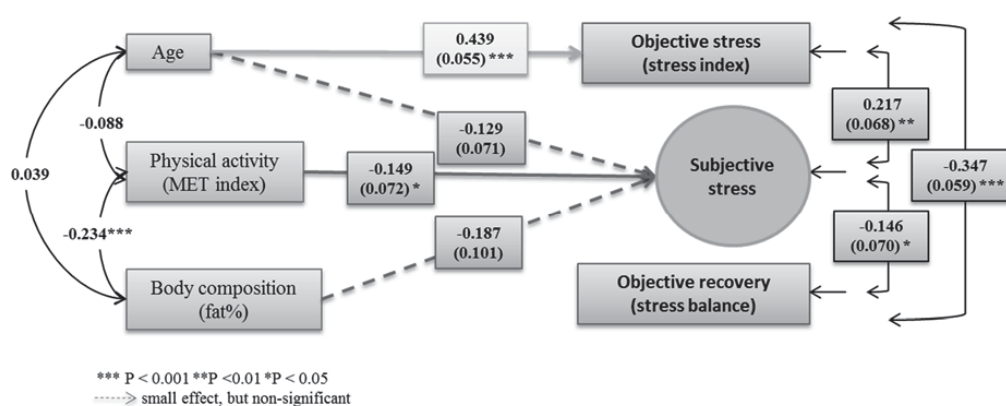 Age
0.439
(0.055) ***
Objective stress
(stress index)
-0.088
-0.129
(0.071)
0.217
(0.068) **
0.039
Physical activity
(MET index)
-0.149
(0.072) *
Subjective
stress
-0.347
(0.059) ***
-0.234***
-0.187
(0.101)
-0.146
(0.070) *
Body composition
(fat%)
Objective recovery
(stress balance)
*** P < 0.001 **P <0.01 *P < 0.05
small effect, but non-significant